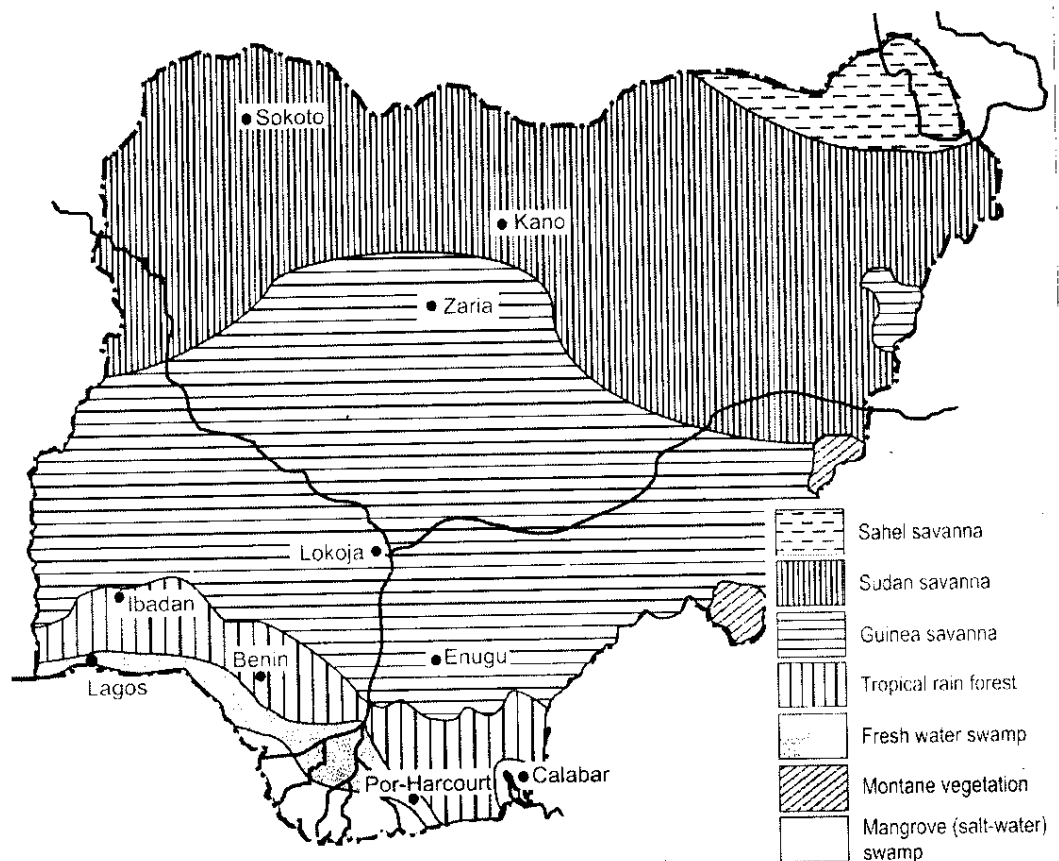 Sokoto
Kano
Zaria
Lokoja
Ibadan
Benin
Enugu
Lagos
Por-Harcourt
Calabar
Sahel savanna
Sudan savanna
Guinea savanna
Tropical rain forest
Fresh water swamp
Montane vegetation
Mangrove (salt-water)
swamp